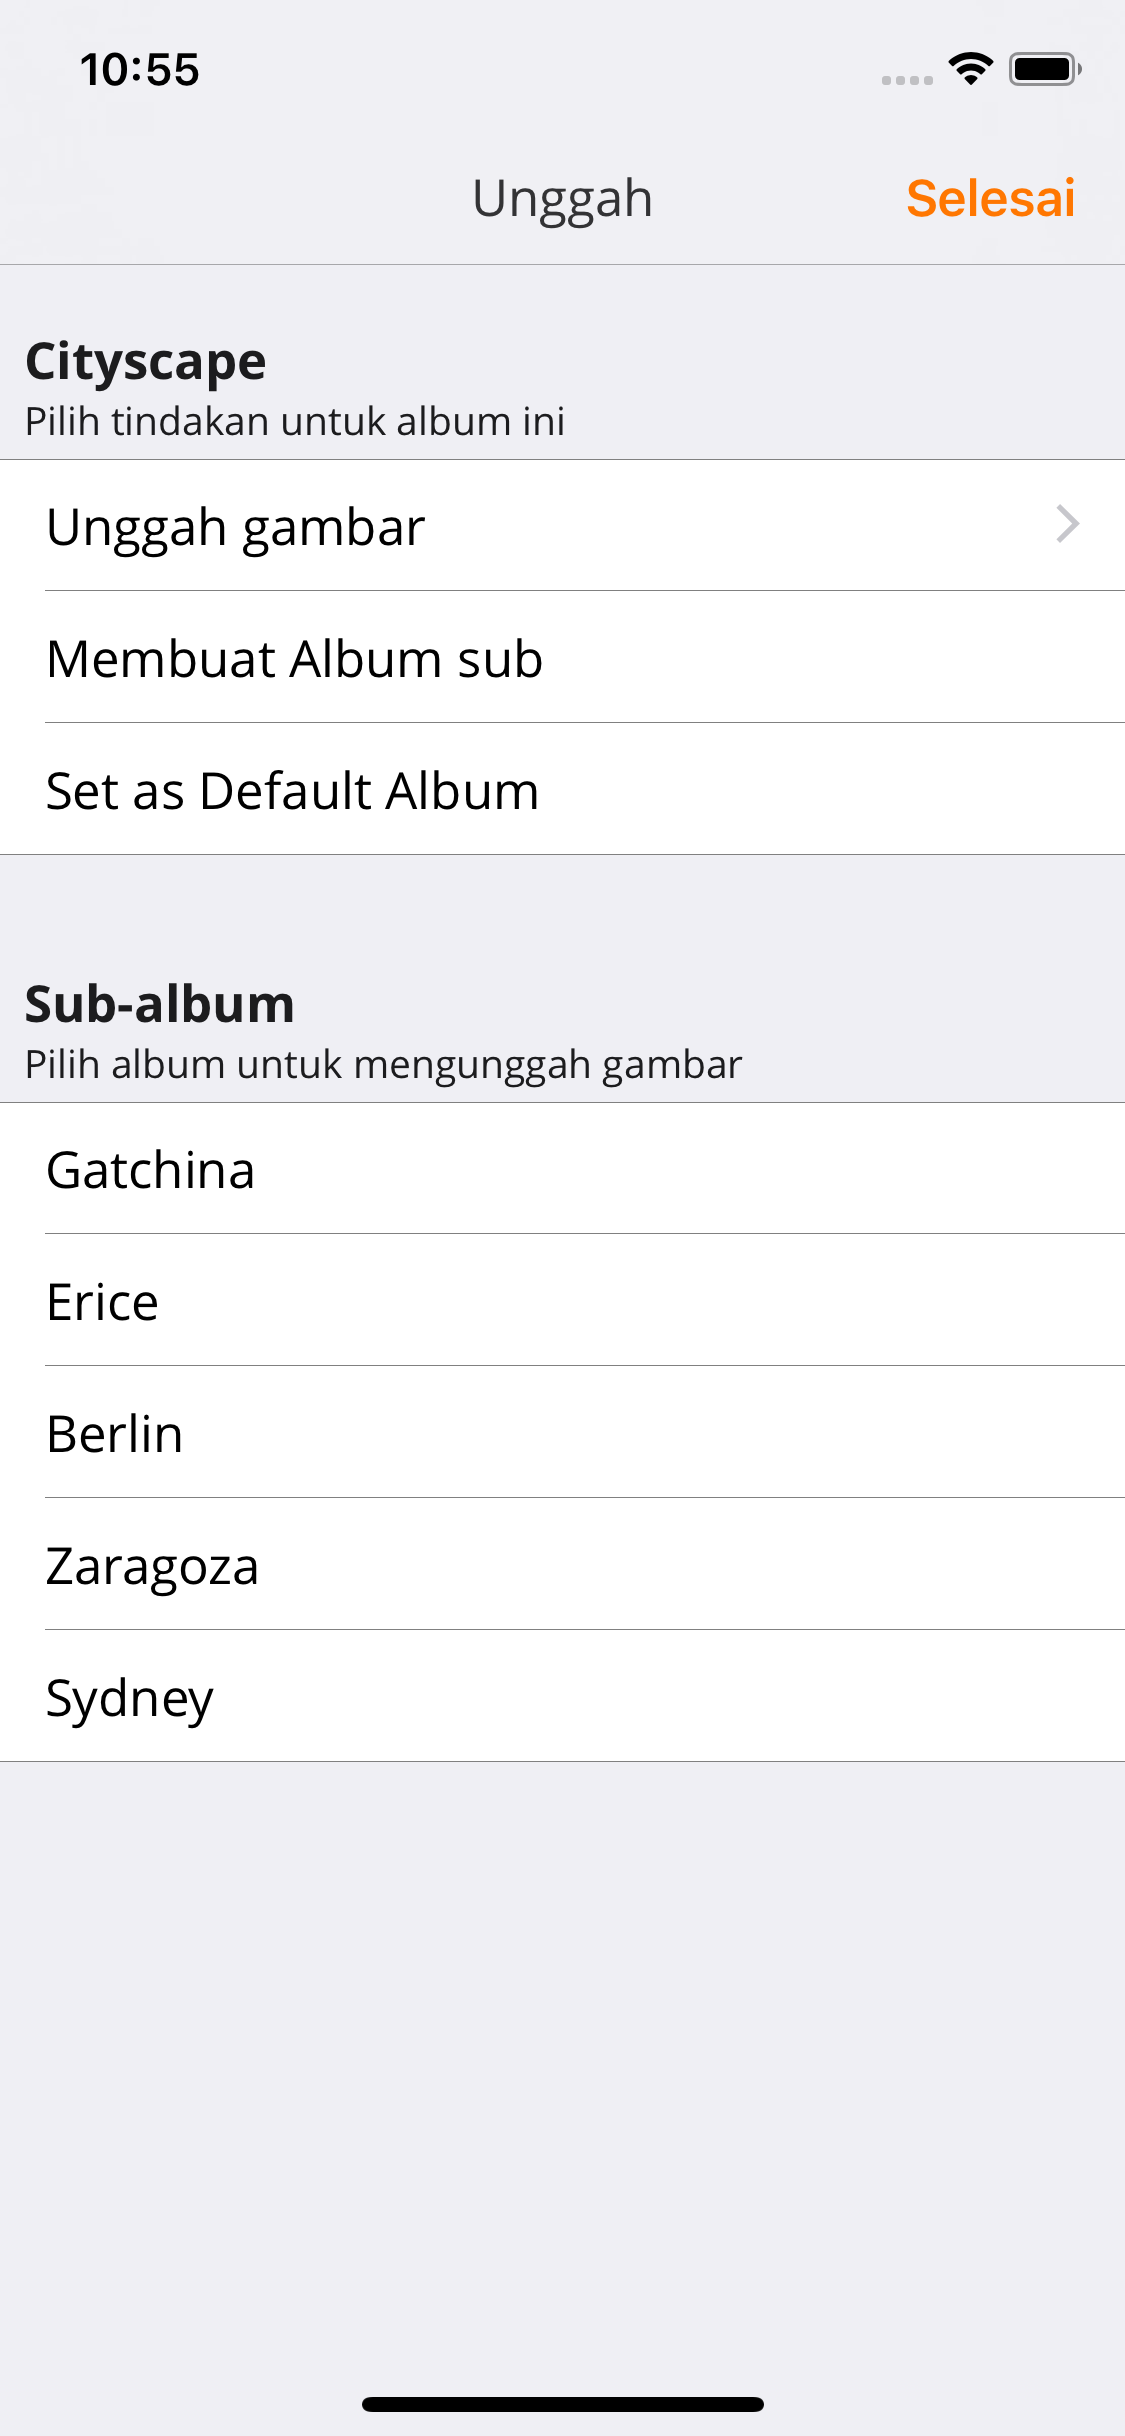 10:55
Unggah
Selesai
Cityscape
Pilih tindakan untuk album ini
Unggah gambar
Membuat Album sub
Set as Default Album
Sub-album
Pilih album untuk mengunggah gambar
Gatchina
Erice
Berlin
Zaragoza
Sydney